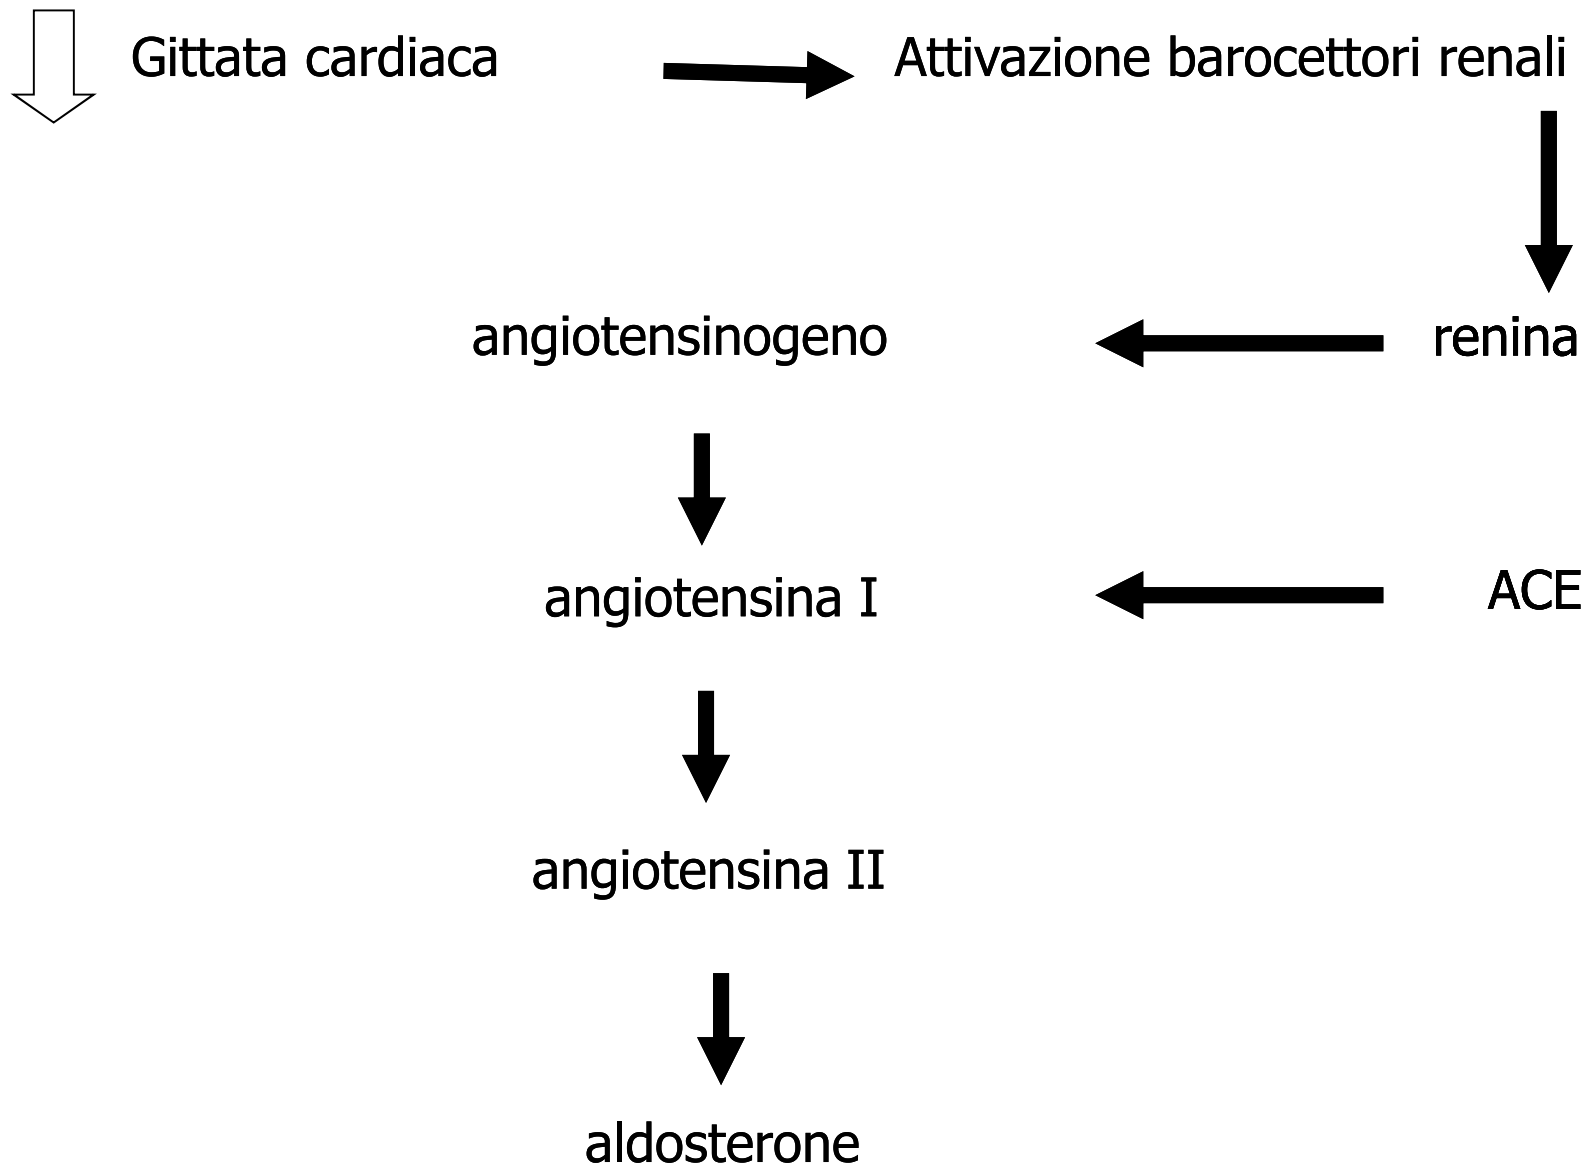 Gittata cardiaca
Attivazione barocettori renali
angiotensinogeno
renina
angiotensina I
ACE
angiotensina II
aldosterone